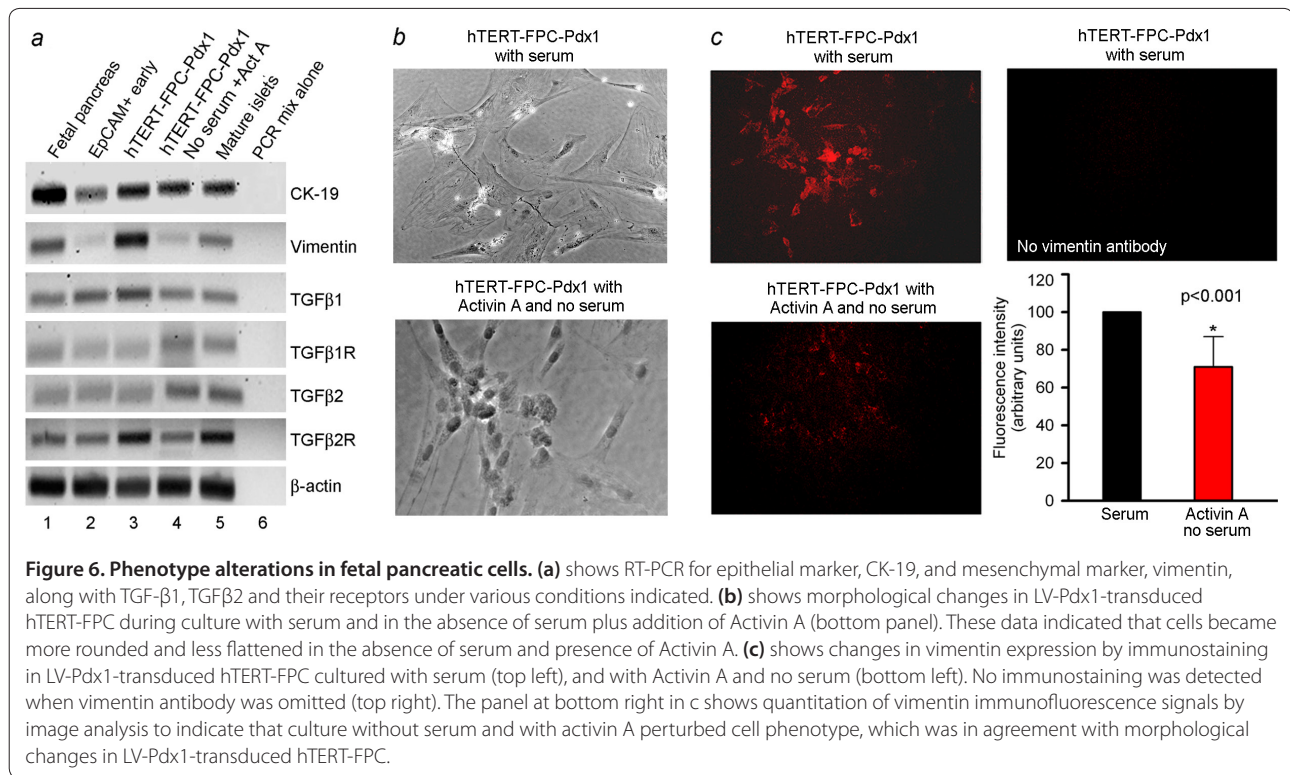 a
Fetal pancreas
EpCAM+ early
hTERT-FPC-Pdx1
hTERT-FPC-Pdx1
No serum +Act A
Mature islets
PCR mix alone
CK-19
Vimentin
TGFβ1
TGFβ1R
TGFβ2
TGFβ2R
β-actin
1 2 3 4 5 6
b
hTERT-FPC-Pdx1
with serum
hTERT-FPC-Pdx1 with
Activin A and no serum
c
hTERT-FPC-Pdx1
with serum
hTERT-FPC-Pdx1
with serum
No vimentin antibody
hTERT-FPC-Pdx1 with
Activin A and no serum
Fluorescence intensity
(arbitrary units)
120
100
80
60
40
20
0
p<0.001
*
Serum
Activin A
no serum
Figure 6. Phenotype alterations in fetal pancreatic cells. (a) shows RT-PCR for epithelial marker, CK-19, and mesenchymal marker, vimentin,
along with TGF-β1, TGFβ2 and their receptors under various conditions indicated. (b) shows morphological changes in LV-Pdx1-transduced
hTERT-FPC during culture with serum and in the absence of serum plus addition of Activin A (bottom panel). These data indicated that cells became
more rounded and less flattened in the absence of serum and presence of Activin A. (c) shows changes in vimentin expression by immunostaining
in LV-Pdx1-transduced hTERT-FPC cultured with serum (top left), and with Activin A and no serum (bottom left). No immunostaining was detected
when vimentin antibody was omitted (top right). The panel at bottom right in c shows quantitation of vimentin immunofluorescence signals by
image analysis to indicate that culture without serum and with activin A perturbed cell phenotype, which was in agreement with morphological
changes in LV-Pdx1-transduced hTERT-FPC.